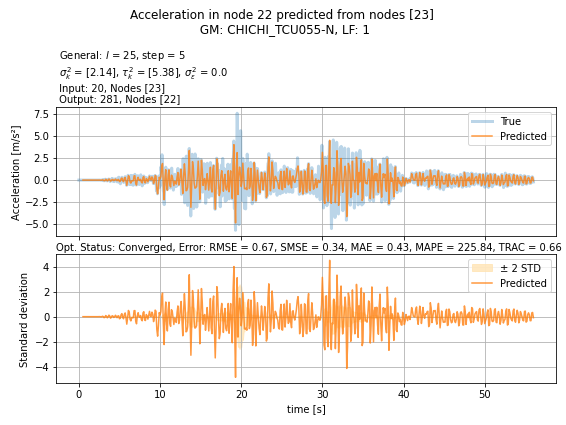 Acceleration in node 22 predicted from nodes [23]
GM: CHICHI_TCU055-N, LF: 1
General: l = 25, step = 5
σ²ₖ = [2.14], τ²ₖ = [5.38], σ²ε = 0.0
Input: 20, Nodes [23]
Output: 281, Nodes [22]
Acceleration [m/s²]
7.5
5.0
2.5
0.0
−2.5
−5.0
True
Predicted
Opt. Status: Converged, Error: RMSE = 0.67, SMSE = 0.34, MAE = 0.43, MAPE = 225.84, TRAC = 0.66
Standard deviation
4
2
0
−2
−4
± 2 STD
Predicted
0 10 20 30 40 50
time [s]